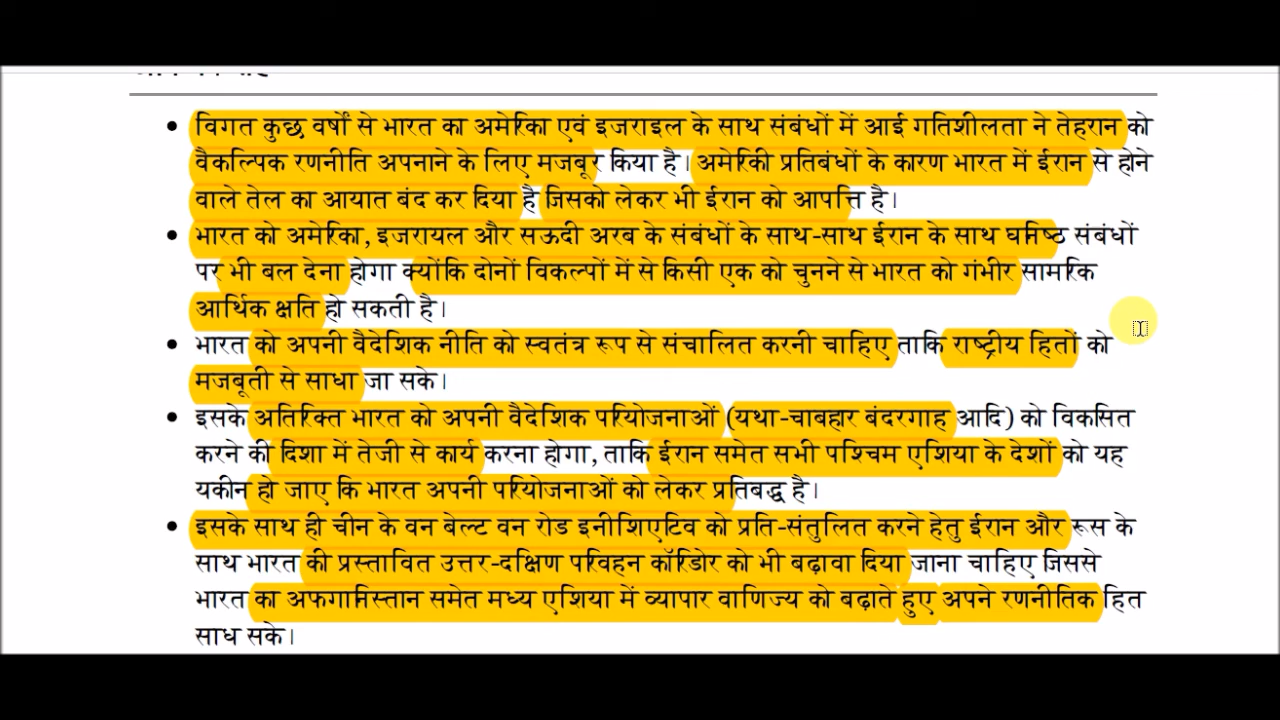 • विगत कुछ वर्षों से भारत का अमेरिका एवं इजराइल के साथ संबंधों में आई गतिशीलता ने तेहरान को
वैकल्पिक रणनीति अपनाने के लिए मजबूर किया है। अमेरिकी प्रतिबंधों के कारण भारत में ईरान से होने
वाले तेल का आयात बंद कर दिया है जिसको लेकर भी ईरान को आपत्ति है।
• भारत को अमेरिका, इजरायल और सऊदी अरब के संबंधों के साथ-साथ ईरान के साथ घनिष्ठ संबंधों
पर भी बल देना होगा क्योंकि दोनों विकल्पों में से किसी एक को चुनने से भारत को गंभीर सामरिक
आर्थिक क्षति हो सकती है।
• भारत को अपनी वैदेशिक नीति को स्वतंत्र रूप से संचालित करनी चाहिए ताकि राष्ट्रीय हितों को
मजबूती से साधा जा सके।
• इसके अतिरिक्त भारत को अपनी वैदेशिक परियोजनाओं (यथा-चाबहार बंदरगाह आदि) को विकसित
करने की दिशा में तेजी से कार्य करना होगा, ताकि ईरान समेत सभी पश्चिम एशिया के देशों को यह
यकीन हो जाए कि भारत अपनी परियोजनाओं को लेकर प्रतिबद्ध है।
• इसके साथ ही चीन के वन बेल्ट वन रोड इनीशिएटिव को प्रति-संतुलित करने हेतु ईरान और रूस के
साथ भारत की प्रस्तावित उत्तर-दक्षिण परिवहन कॉरिडोर को भी बढ़ावा दिया जाना चाहिए जिससे
भारत का अफगानिस्तान समेत मध्य एशिया में व्यापार वाणिज्य को बढ़ाते हुए अपने रणनीतिक हित
साध सके।